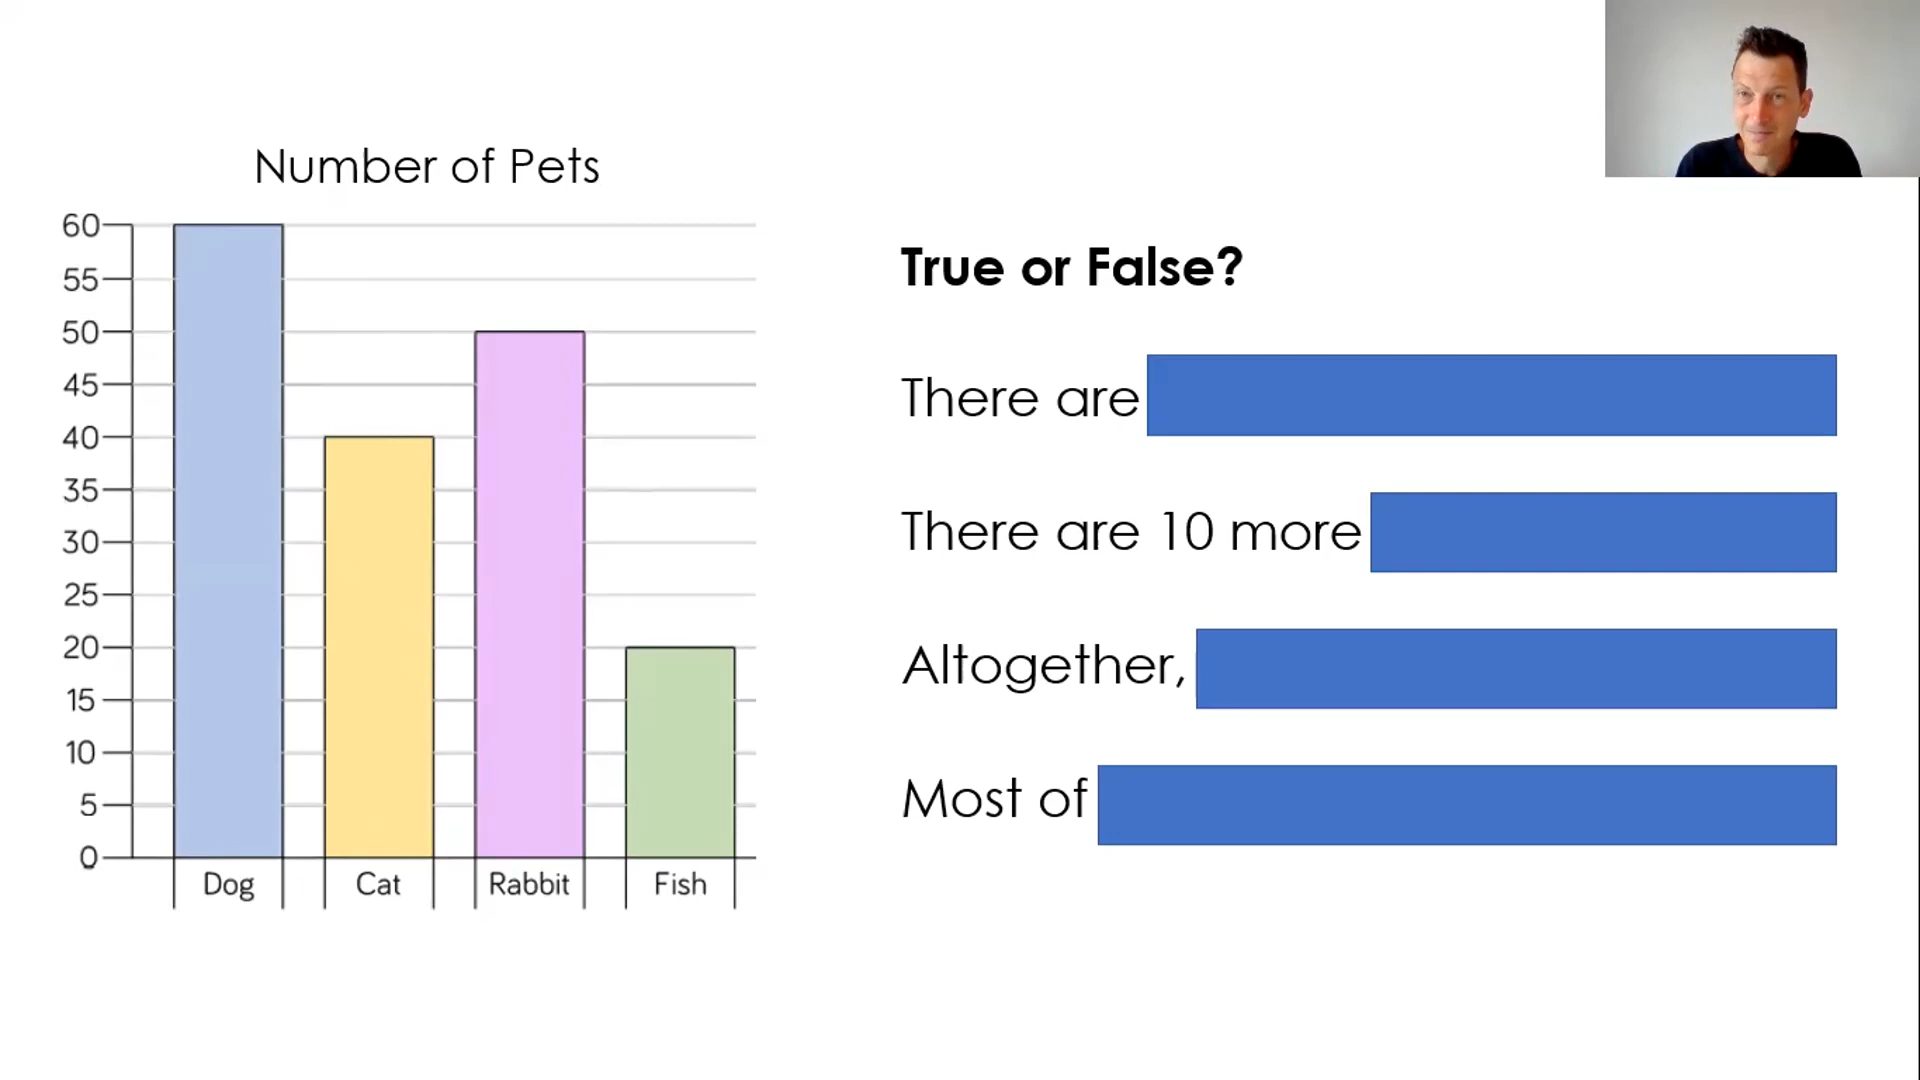 Number of Pets
60
55
50
45
40
35
30
25
20
15
10
5
0
Dog Cat Rabbit Fish
True or False?
There are
There are 10 more
Altogether,
Most of